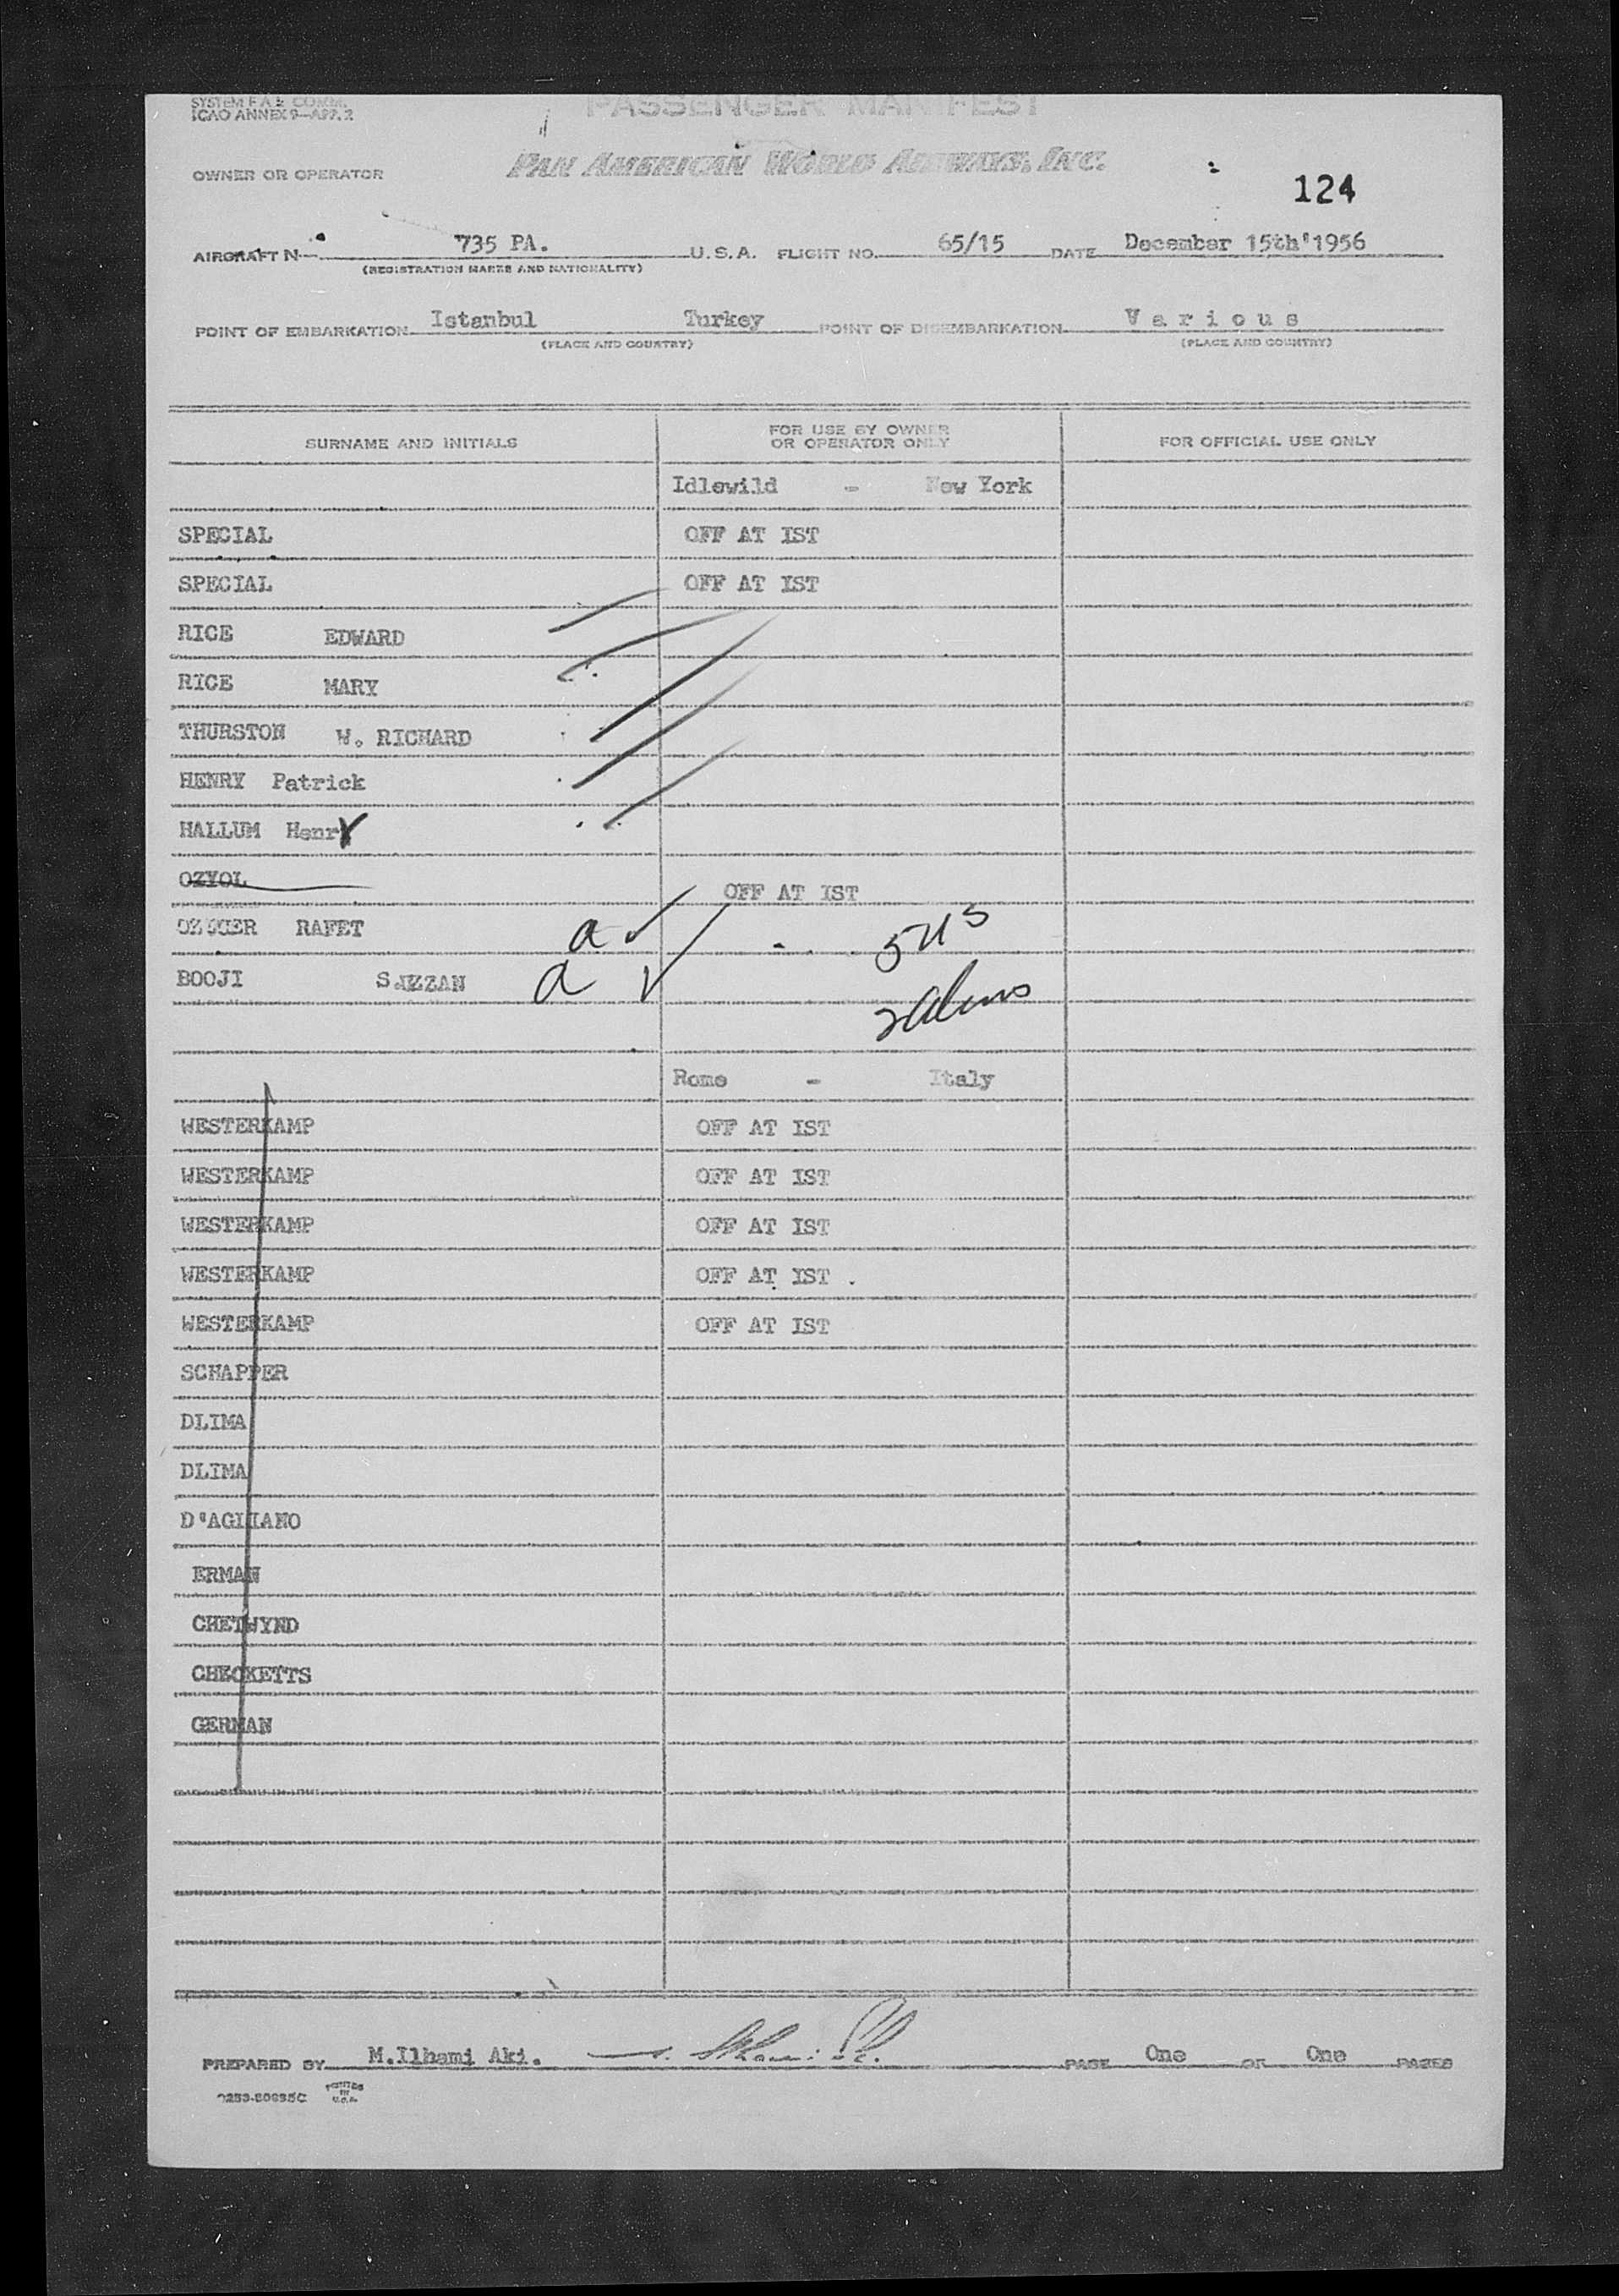 SYSTEM F.A.& COMM.
ICAO ANNEX 9—APP. 2
PASSENGER MANIFEST
OWNER OR OPERATOR PAN AMERICAN WORLD AIRWAYS, INC.
124
AIRCRAFT N 735 PA. U.S.A. FLIGHT NO. 65/15 DATE December 15th'1956
(REGISTRATION MARKS AND NATIONALITY)
POINT OF EMBARKATION Istanbul Turkey POINT OF DISEMBARKATION Various
(PLACE AND COUNTRY) (PLACE AND COUNTRY)
SURNAME AND INITIALS FOR USE BY OWNER OR OPERATOR ONLY FOR OFFICIAL USE ONLY
Idlewild - New York
SPECIAL OFF AT IST
SPECIAL OFF AT IST
RICE EDWARD
RICE MARY
THURSTON W. RICHARD
HENRY Patrick
HALLUM Henry
OZYOL OFF AT IST
RAFET a ✓
BOOJI a ✓
Rome - Italy
WESTERKAMP OFF AT IST
WESTERKAMP OFF AT IST
WESTERKAMP OFF AT IST
WESTERKAMP OFF AT IST .
WESTERKAMP OFF AT IST
SCHAPPER
DLIMA
DLIMA
D'AGLIANO
ERMAN
CHETWYND
CHECKETTS
GERMAN
PREPARED BY M.Ilhami Aki. PAGE One OF One PAGES
PRINTED
IN
U.S.A.